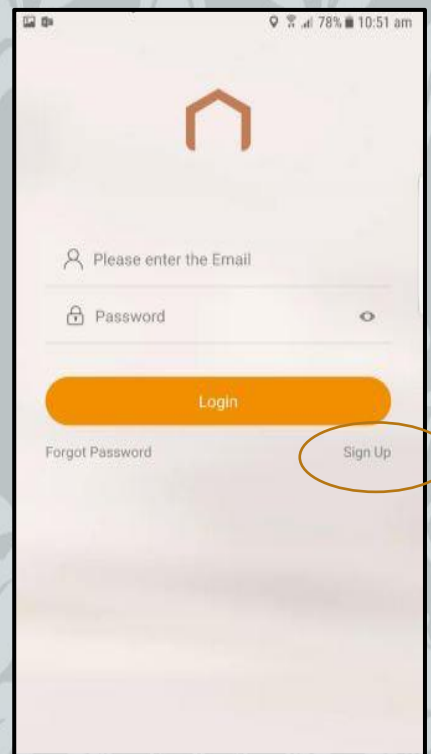 78% 10:51 am
Please enter the Email
Password
Login
Forgot Password Sign Up